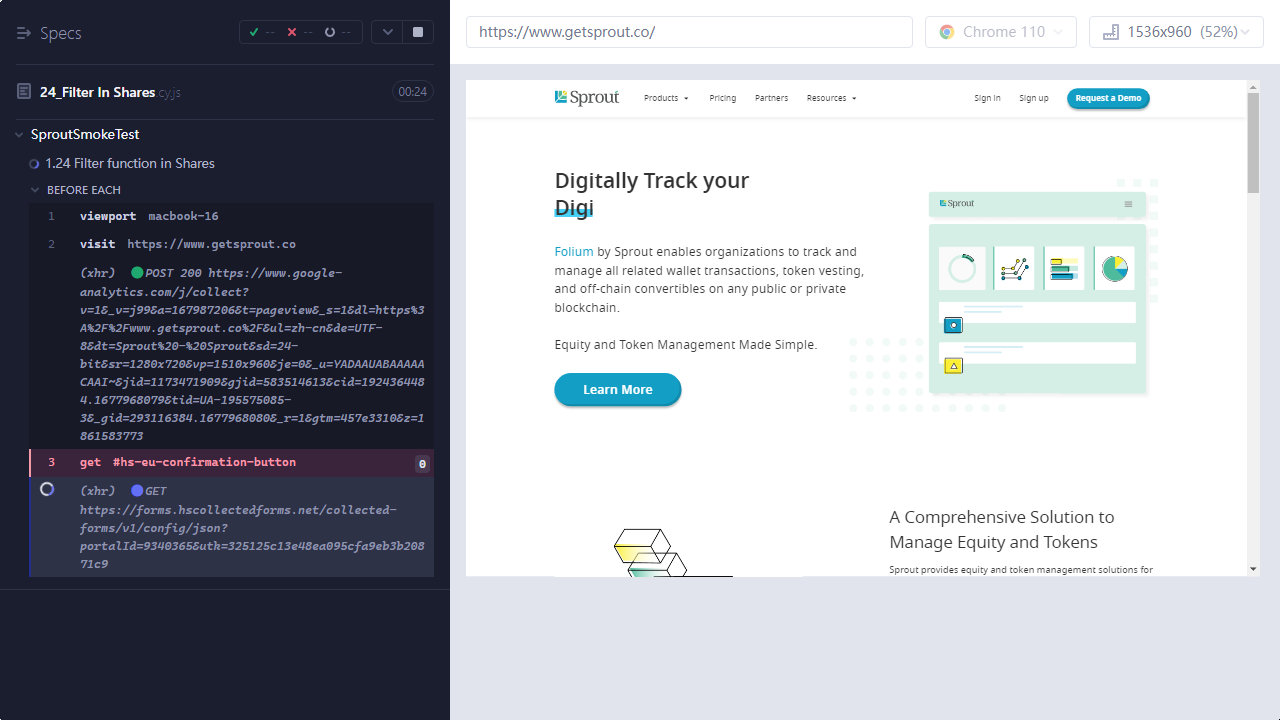 Specs
--
--
--
24_Filter In Shares.cy.js
00:24
SproutSmokeTest
1.24 Filter function in Shares
BEFORE EACH
1 viewport macbook-16
2 visit https://www.getsprout.co
(xhr) POST 200 https://www.google-
analytics.com/j/collect?
v=1&_v=j99&a=167987206&t=pageview&_s=1&dl=https%3
A%2F%2Fwww.getsprout.co%2F&ul=zh-cn&de=UTF-
8&dt=Sprout%20-%20Sprout&sd=24-
bit&sr=1280x720&vp=1510x960&je=0&_u=YADAAUABAAAAA
CAAI~&jid=1173471909&gjid=583514613&cid=192436448
4.1677968079&tid=UA-195575085-
3&_gid=293116384.1677968080&_r=1&gtm=457e3310&z=1
861583773
3 get #hs-eu-confirmation-button 0
(xhr) GET
https://forms.hscollectedforms.net/collected-
forms/v1/config/json?
portalId=9340365&utk=325125c13e48ea095cfa9eb3b208
71c9
https://www.getsprout.co/
Chrome 110
1536x960 (52%)
Sprout
Products
Pricing
Partners
Resources
Sign In
Sign up
Request a Demo
Digitally Track your
Digi
Folium by Sprout enables organizations to track and
manage all related wallet transactions, token vesting,
and off-chain convertibles on any public or private
blockchain.
Equity and Token Management Made Simple.
Learn More
Sprout
A Comprehensive Solution to
Manage Equity and Tokens
Sprout provides equity and token management solutions for